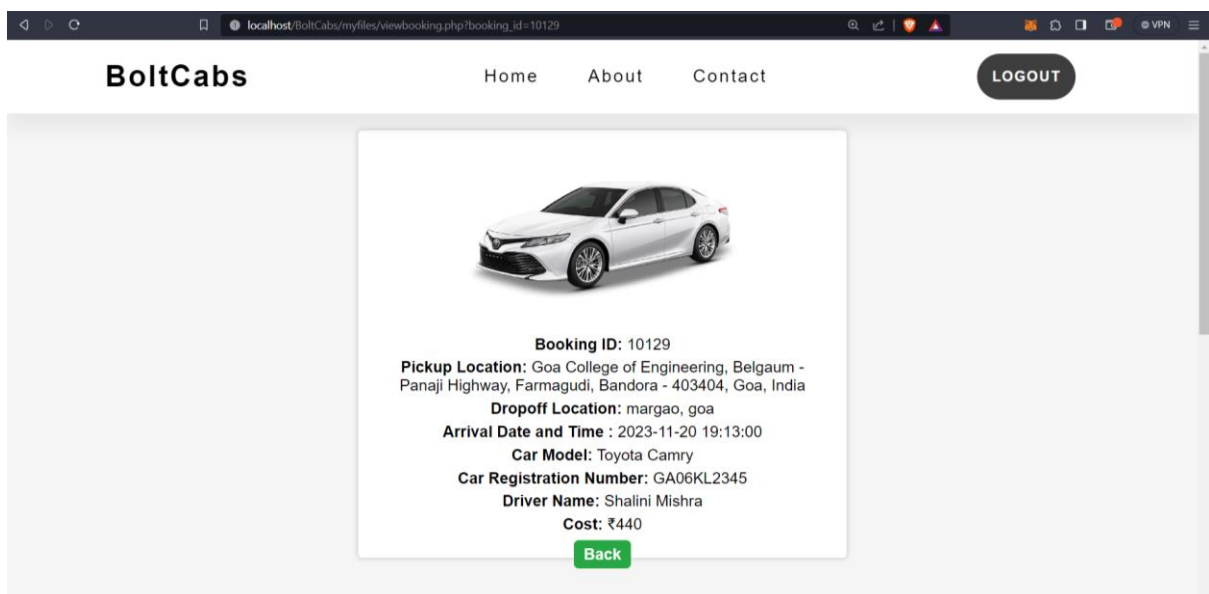 localhost/BoltCabs/myfiles/viewbooking.php?booking_id=10129
VPN
BoltCabs
Home
About
Contact
LOGOUT
Booking ID: 10129
Pickup Location: Goa College of Engineering, Belgaum -
Panaji Highway, Farmagudi, Bandora - 403404, Goa, India
Dropoff Location: margao, goa
Arrival Date and Time : 2023-11-20 19:13:00
Car Model: Toyota Camry
Car Registration Number: GA06KL2345
Driver Name: Shalini Mishra
Cost: ₹440
Back